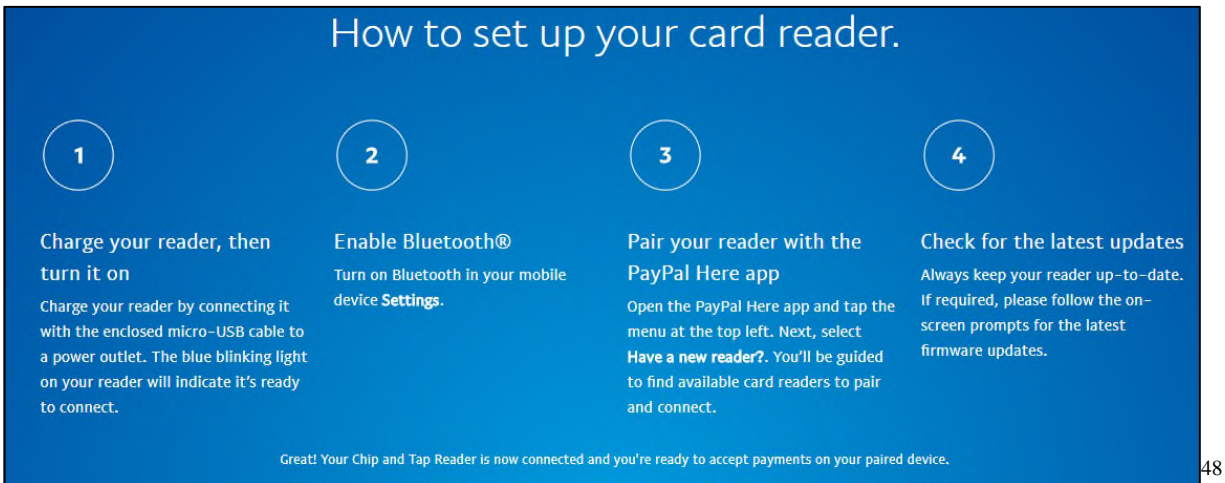 How to set up your card reader.
1
Charge your reader, then
turn it on
Charge your reader by connecting it
with the enclosed micro-USB cable to
a power outlet. The blue blinking light
on your reader will indicate it's ready
to connect.
2
Enable Bluetooth®
Turn on Bluetooth in your mobile
device Settings.
3
Pair your reader with the
PayPal Here app
Open the PayPal Here app and tap the
menu at the top left. Next, select
Have a new reader?. You'll be guided
to find available card readers to pair
and connect.
4
Check for the latest updates
Always keep your reader up-to-date.
If required, please follow the on-
screen prompts for the latest
firmware updates.
Great! Your Chip and Tap Reader is now connected and you're ready to accept payments on your paired device.
48